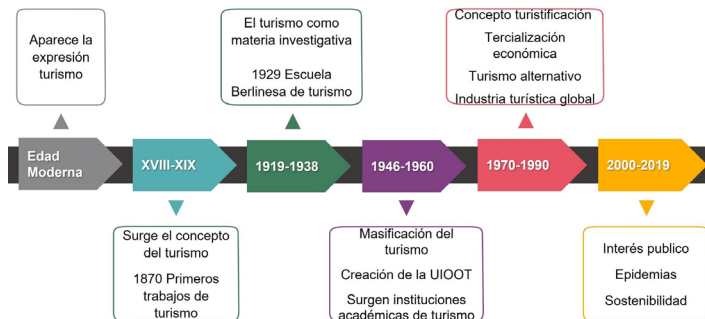 Aparece la
expresión
turismo
El turismo como
materia investigativa
1929 Escuela
Berlinesa de turismo
Concepto turistificación
Tercialización
económica
Turismo alternativo
Industria turística global
Edad
Moderna
XVIII-XIX
1919-1938
1946-1960
1970-1990
2000-2019
Surge el concepto
del turismo
1870 Primeros
trabajos de
turismo
Masificación del
turismo
Creación de la UIOOT
Surgen instituciones
académicas de turismo
Interés publico
Epidemias
Sostenibilidad